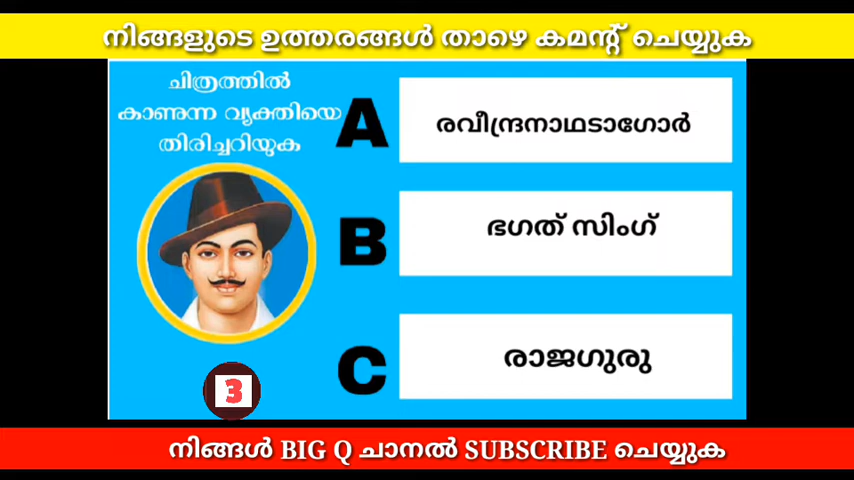 നിങ്ങളുടെ ഉത്തരങ്ങൾ താഴെ കമന്റ് ചെയ്യുക
ചിത്രത്തിൽ
കാണുന്ന വ്യക്തിയെ
തിരിച്ചറിയുക
A
രവീന്ദ്രനാഥടാഗോർ
B
ഭഗത് സിംഗ്
C
രാജഗുരു
3
നിങ്ങൾ BIG Q ചാനൽ SUBSCRIBE ചെയ്യുക